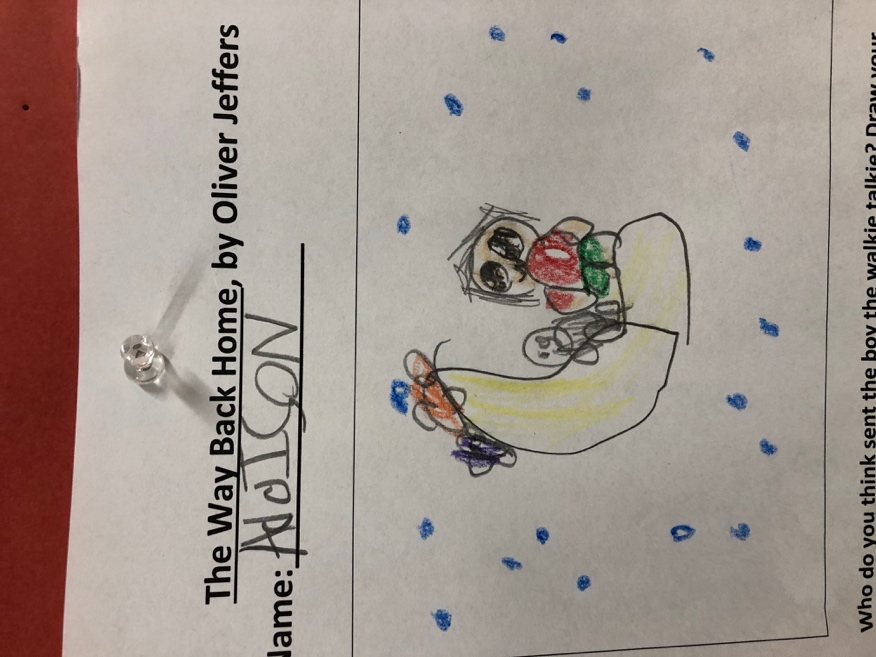 The Way Back Home, by Oliver Jeffers
Name: ADDISON
Who do you think sent the boy the walkie talkie? Draw your